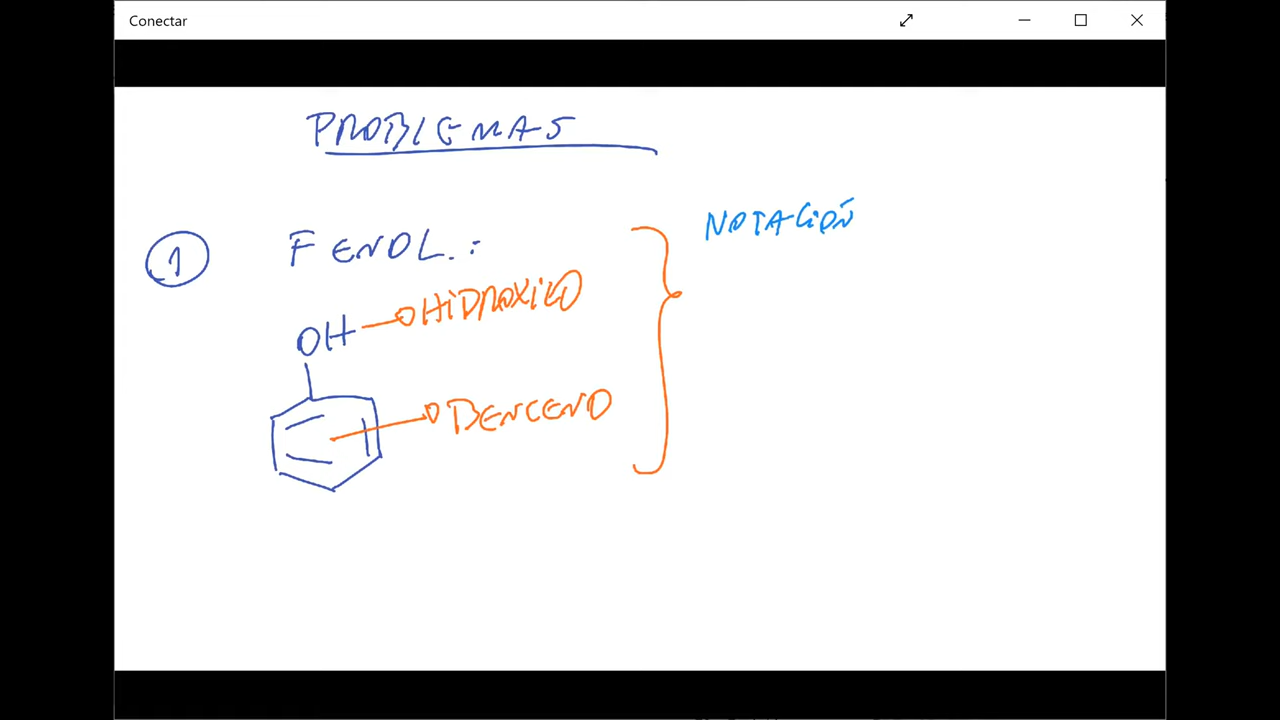 Conectar
PROBLEMAS
1 FENOL.:
NOTACIÓN
OH HIDROXILO
BENCENO